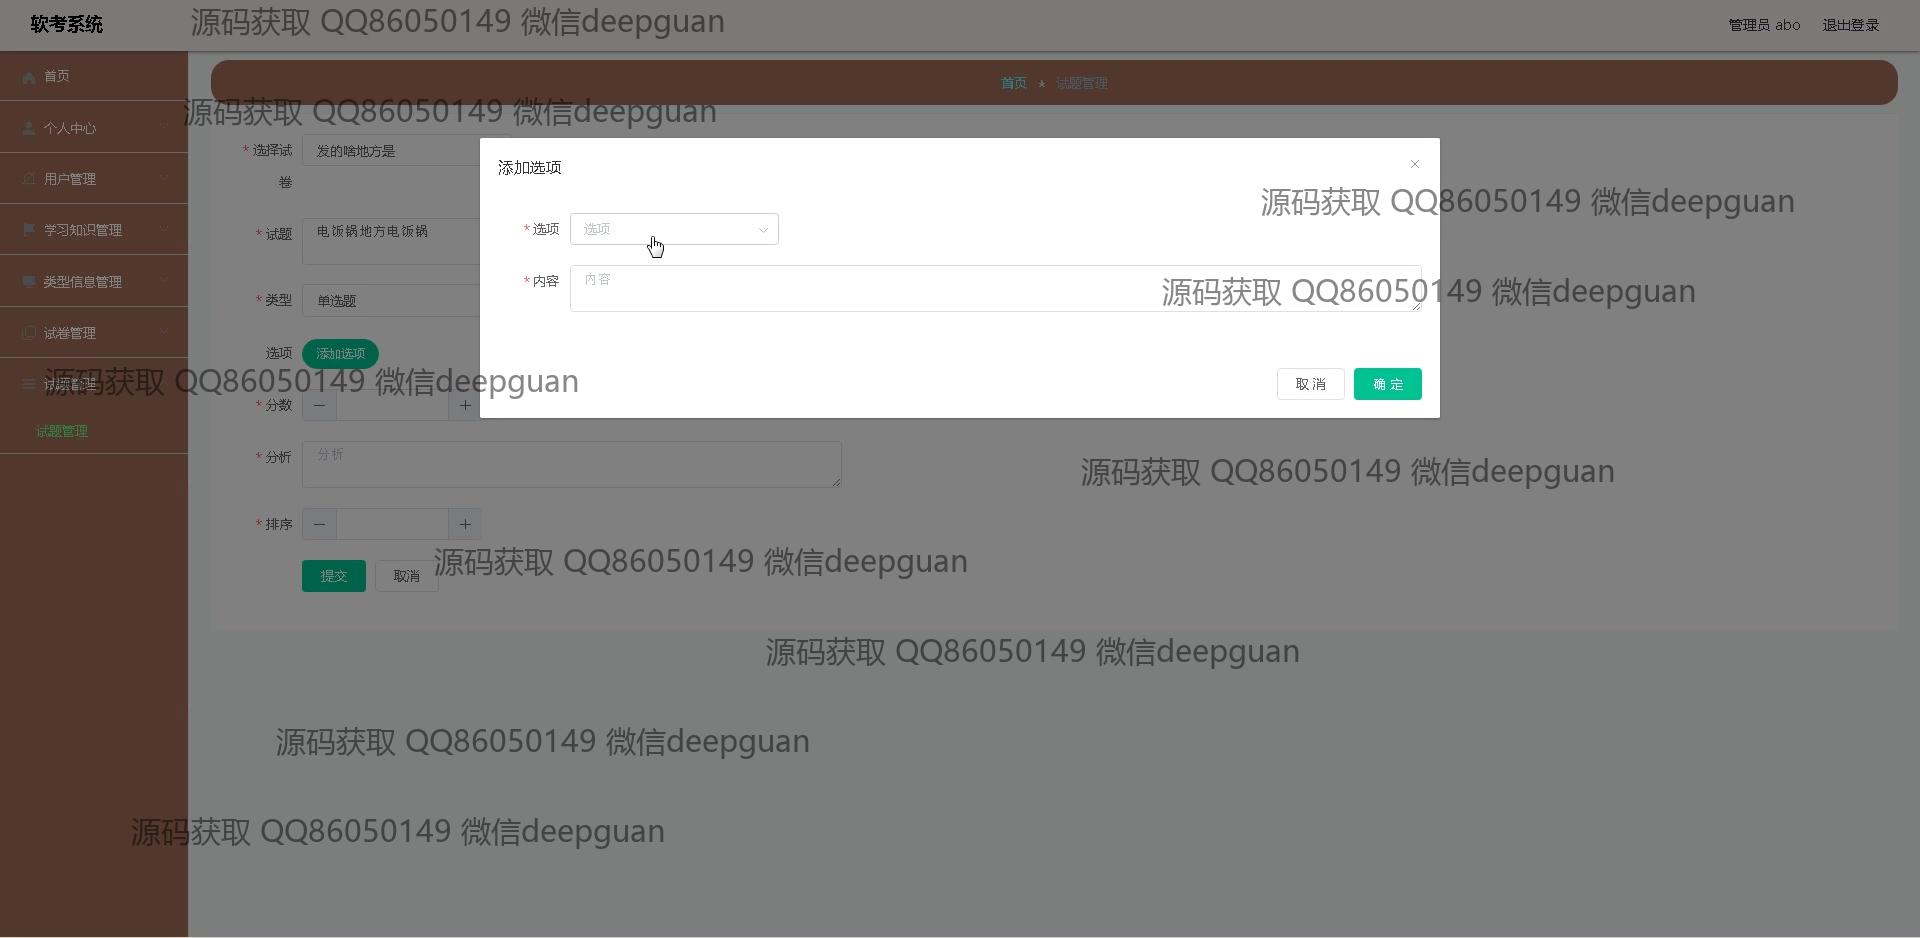 软考系统
源码获取 QQ86050149 微信deepguan
管理员 abo
退出登录
首页
首页 ★ 试题管理
源码获取 QQ86050149 微信deepguan
个人中心
用户管理
学习知识管理
类型信息管理
试卷管理
试题管理
试题管理
* 选择试卷
发的啥地方是
* 试题
电饭锅地方电饭锅
* 类型
单选题
选项
添加选项
源码获取 QQ86050149 微信deepguan
* 分数
* 分析
分析
* 排序
提交
取消
添加选项
源码获取 QQ86050149 微信deepguan
* 选项
选项
* 内容
内容
源码获取 QQ86050149 微信deepguan
取消
确定
源码获取 QQ86050149 微信deepguan
源码获取 QQ86050149 微信deepguan
源码获取 QQ86050149 微信deepguan
源码获取 QQ86050149 微信deepguan
源码获取 QQ86050149 微信deepguan